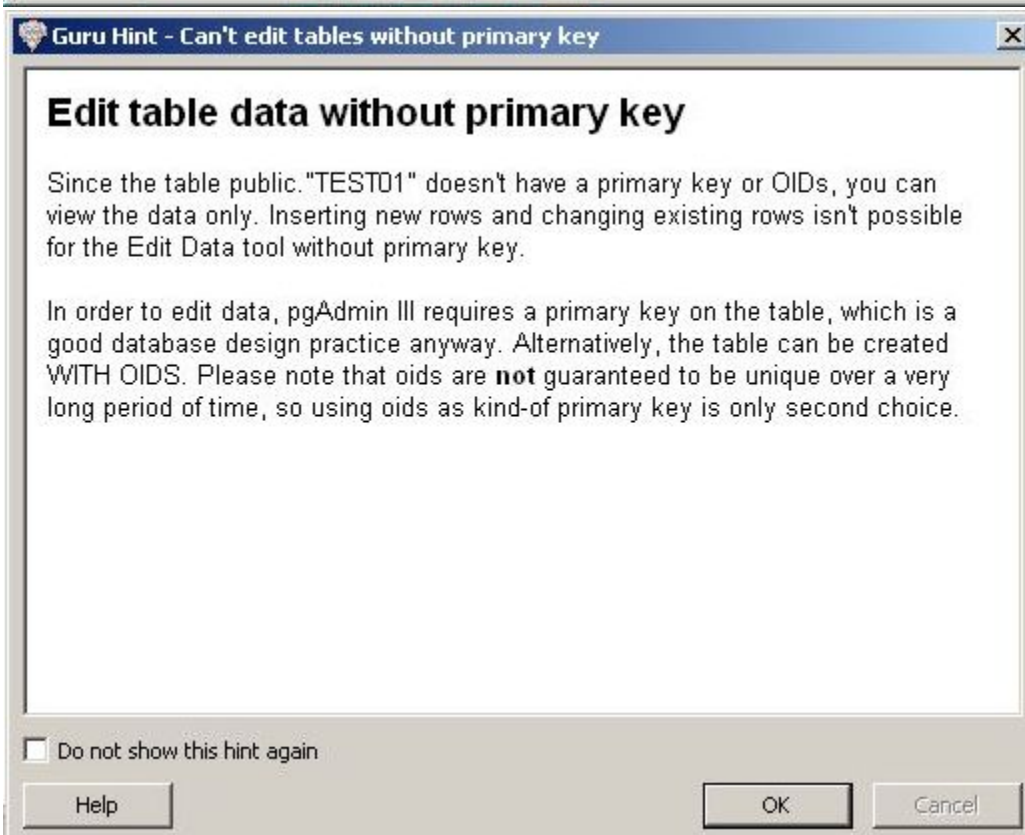 Guru Hint - Can't edit tables without primary key
Edit table data without primary key
Since the table public."TEST01" doesn't have a primary key or OIDs, you can
view the data only. Inserting new rows and changing existing rows isn't possible
for the Edit Data tool without primary key.
In order to edit data, pgAdmin III requires a primary key on the table, which is a
good database design practice anyway. Alternatively, the table can be created
WITH OIDS. Please note that oids are not guaranteed to be unique over a very
long period of time, so using oids as kind-of primary key is only second choice.
Do not show this hint again
Help
OK
Cancel